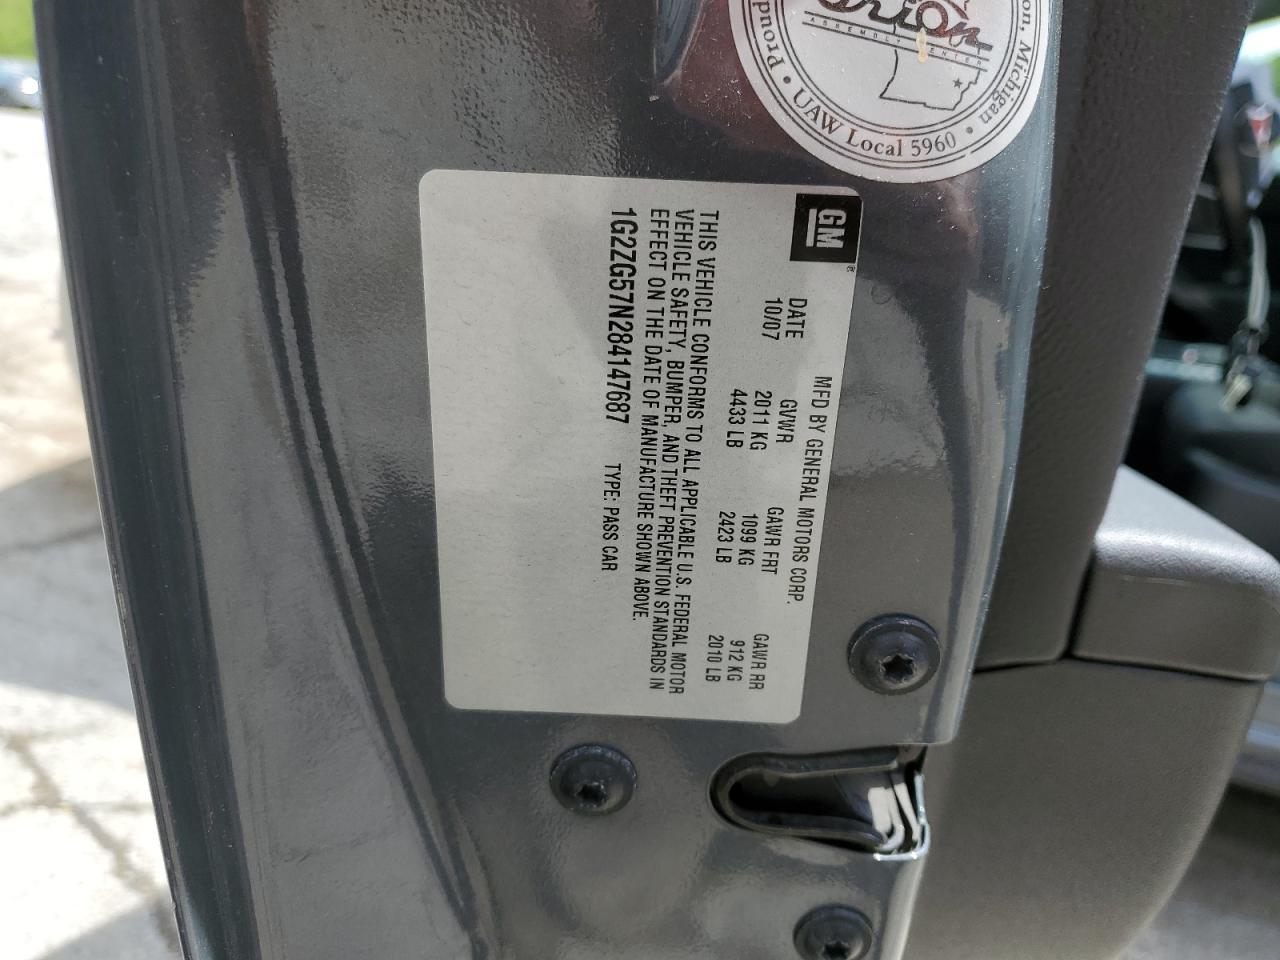 ASSEMBLY CENTER
Proud
Michigan
UAW Local 5960
GM
MFD BY GENERAL MOTORS CORP.
DATE GVWR GAWR FRT GAWR RR
10/07 2011 KG 1099 KG 912 KG
4433 LB 2423 LB 2010 LB
THIS VEHICLE CONFORMS TO ALL APPLICABLE U.S. FEDERAL MOTOR
VEHICLE SAFETY, BUMPER, AND THEFT PREVENTION STANDARDS IN
EFFECT ON THE DATE OF MANUFACTURE SHOWN ABOVE.
1G2ZG57N284147687 TYPE: PASS CAR